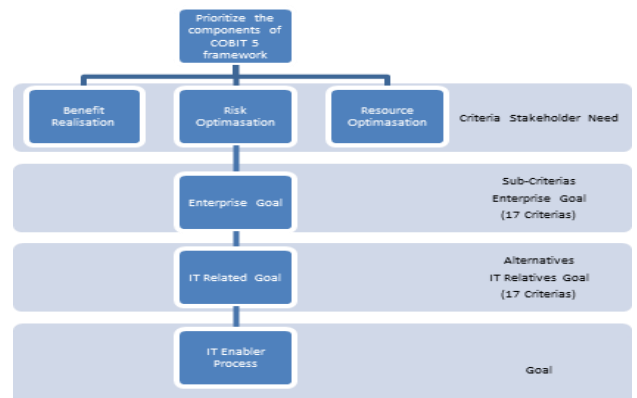 Prioritize the
components of
COBIT 5
framework
Benefit
Realisation
Risk
Optimasation
Resource
Optimasation
Criteria Stakeholder Need
Enterprise Goal
Sub-Criterias
Enterprise Goal
(17 Criterias)
IT Related Goal
Alternatives
IT Relatives Goal
(17 Criterias)
IT Enabler
Process
Goal